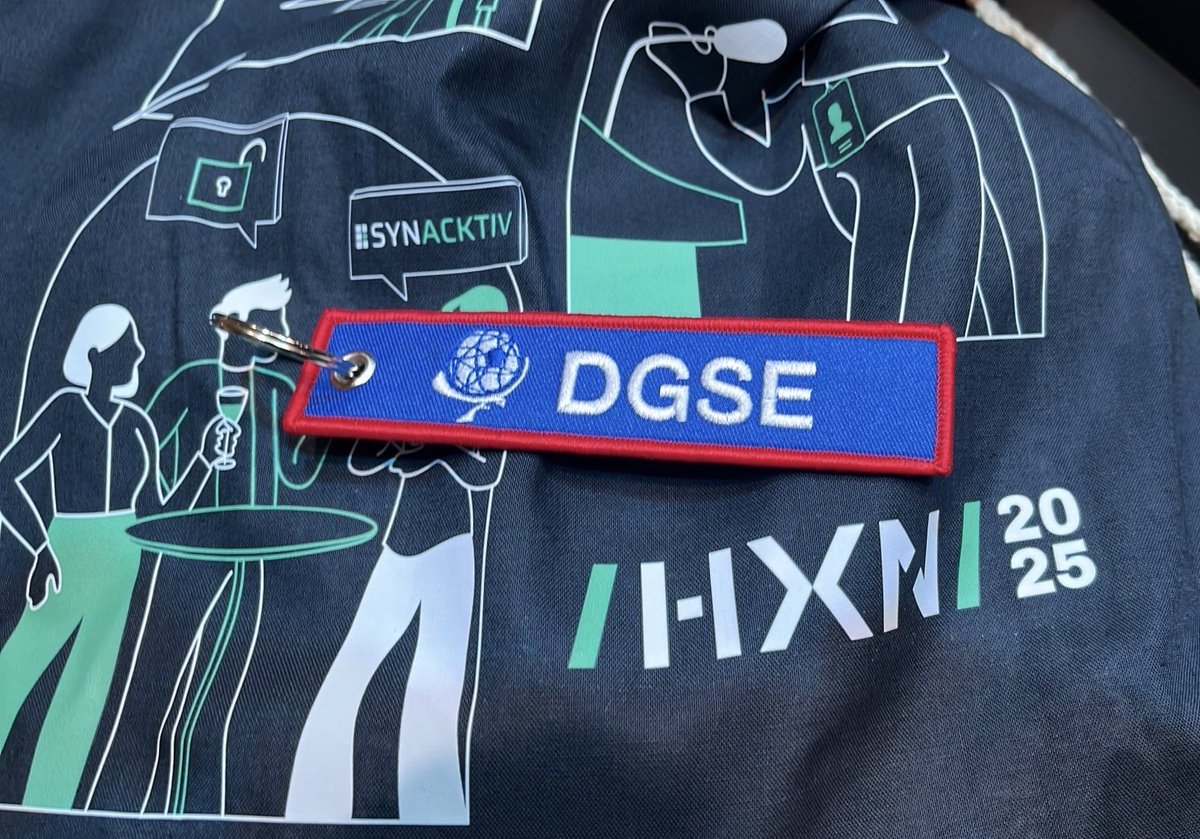 SYNACKTIV
DGSE
/HXN/
20
25